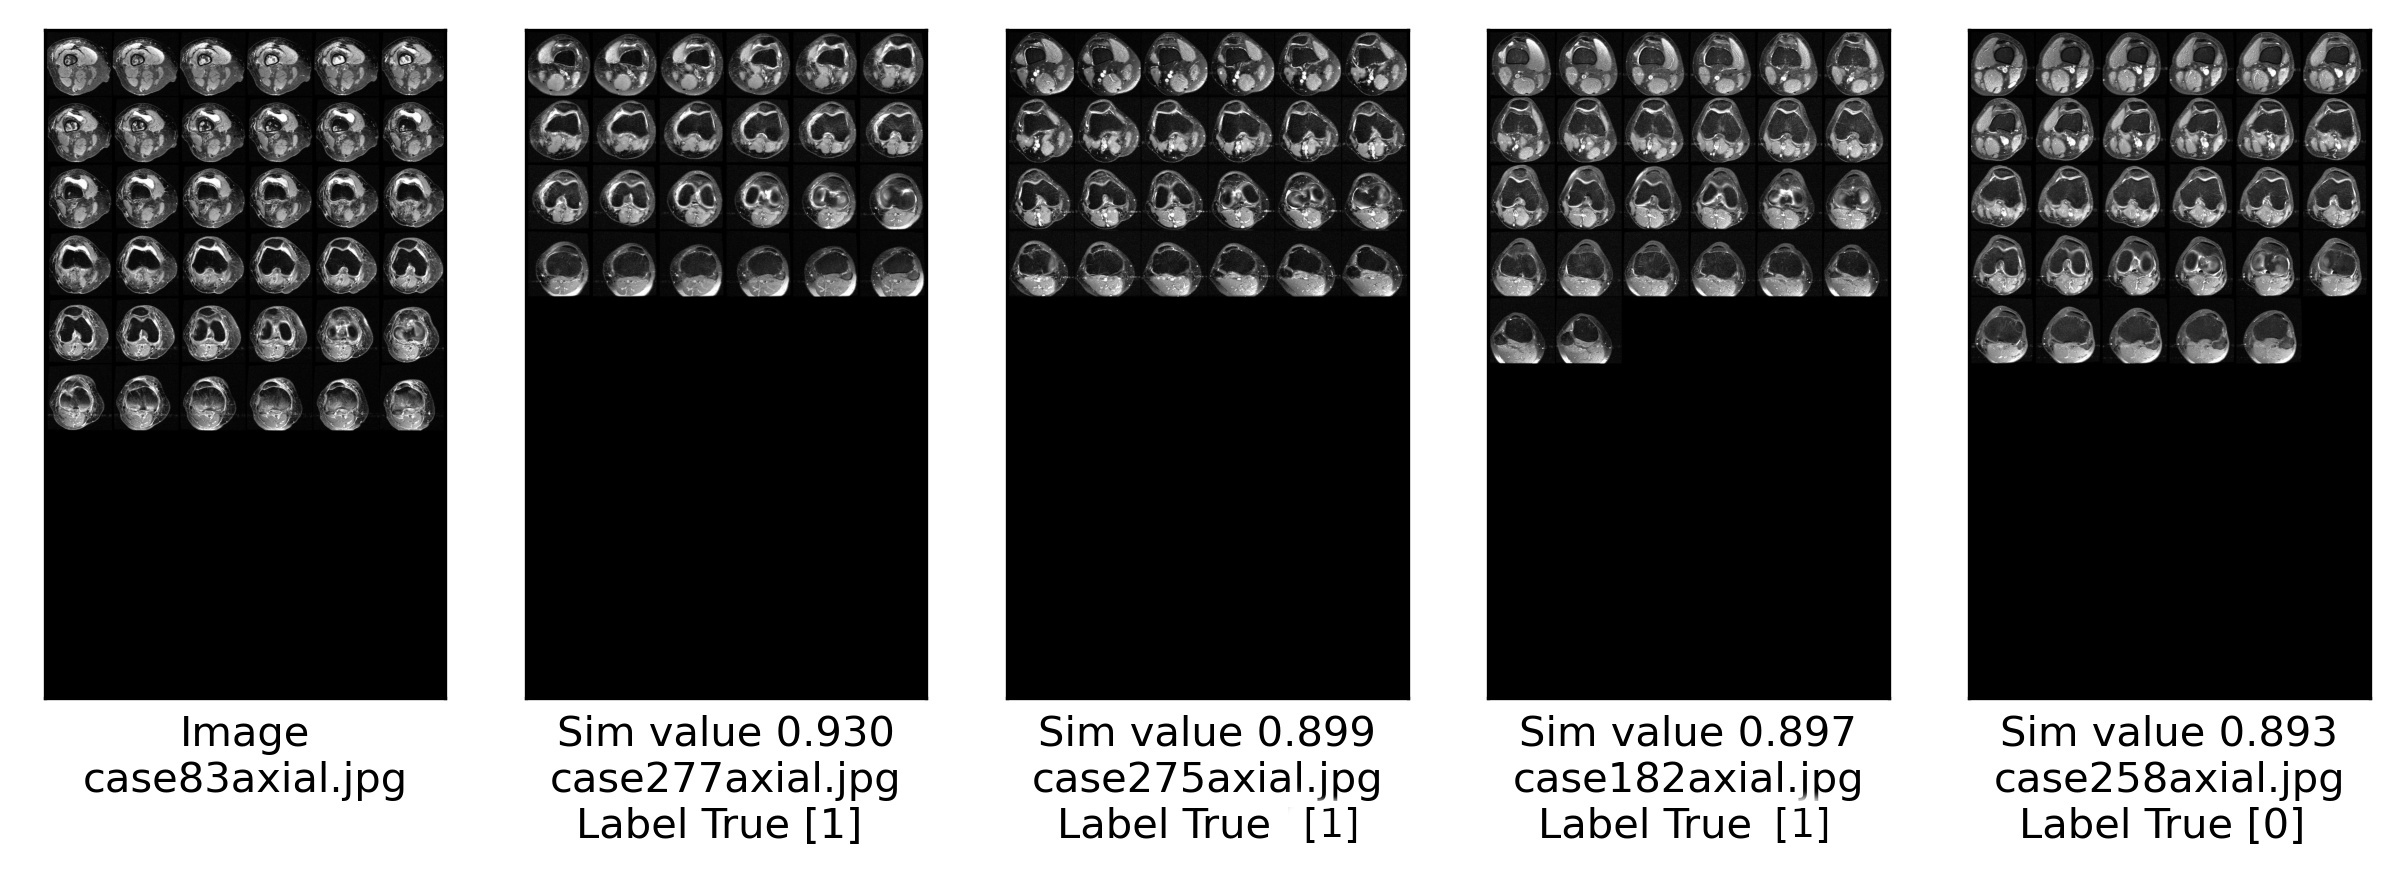 Image
case83axial.jpg
Sim value 0.930
case277axial.jpg
Label True [1]
Sim value 0.899
case275axial.jpg
Label True [1]
Sim value 0.897
case182axial.jpg
Label True [1]
Sim value 0.893
case258axial.jpg
Label True [0]